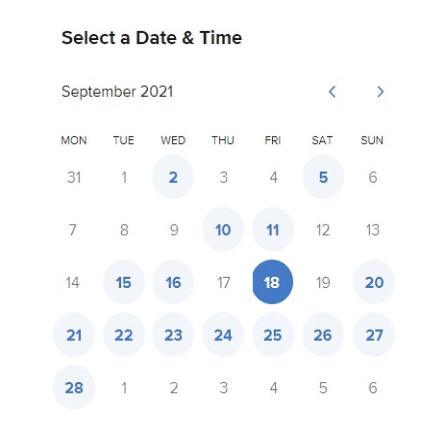 Select a Date & Time
September 2021
MON TUE WED THU FRI SAT SUN
31 1 2 3 4 5 6
7 8 9 10 11 12 13
14 15 16 17 18 19 20
21 22 23 24 25 26 27
28 1 2 3 4 5 6